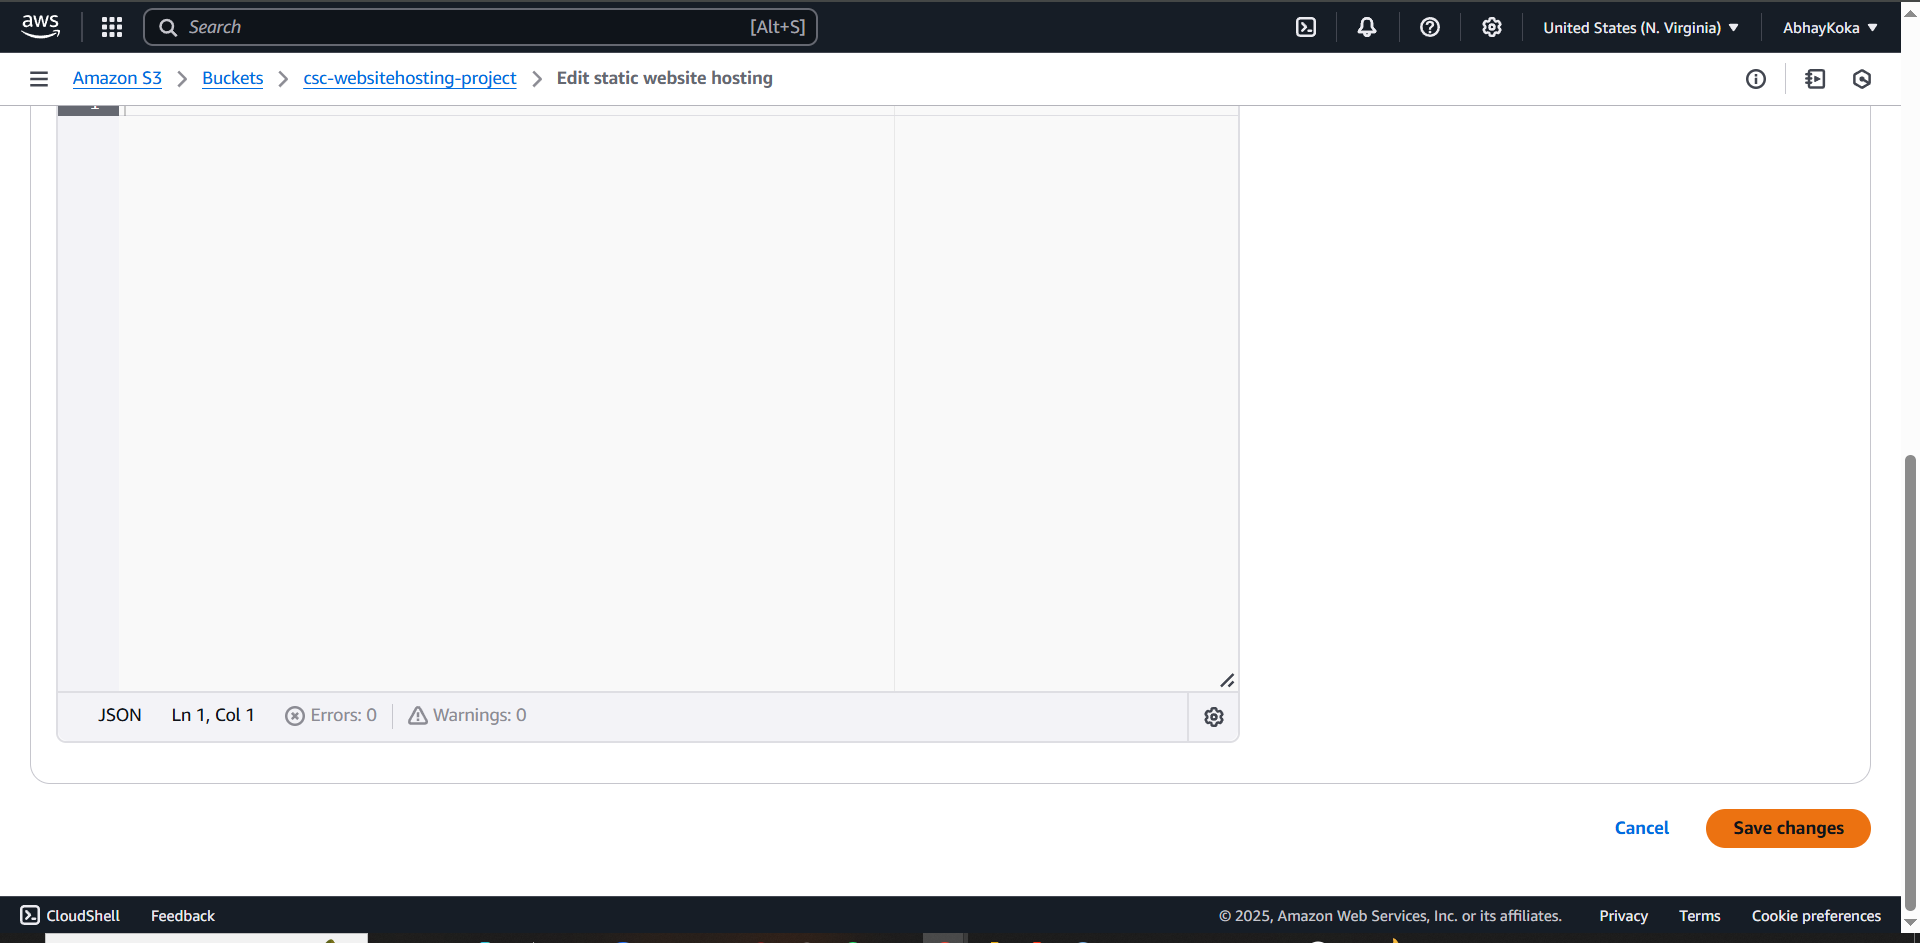 aws Search [Alt+S] United States (N. Virginia) AbhayKoka
Amazon S3 > Buckets > csc-websitehosting-project > Edit static website hosting
1
JSON Ln 1, Col 1 Errors: 0 Warnings: 0
Cancel Save changes
CloudShell Feedback © 2025, Amazon Web Services, Inc. or its affiliates. Privacy Terms Cookie preferences